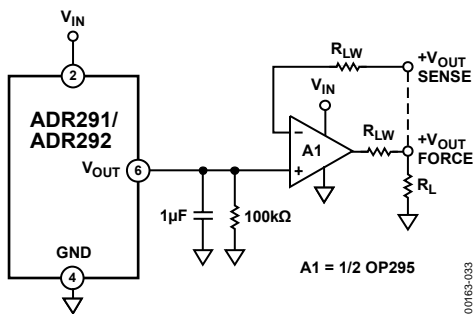 VIN
2
ADR291/
ADR292
VOUT
6
GND
4
1µF
100kΩ
RLW
+VOUT
SENSE
VIN
A1
−
+
RLW
+VOUT
FORCE
RL
A1 = 1/2 OP295
00163-033